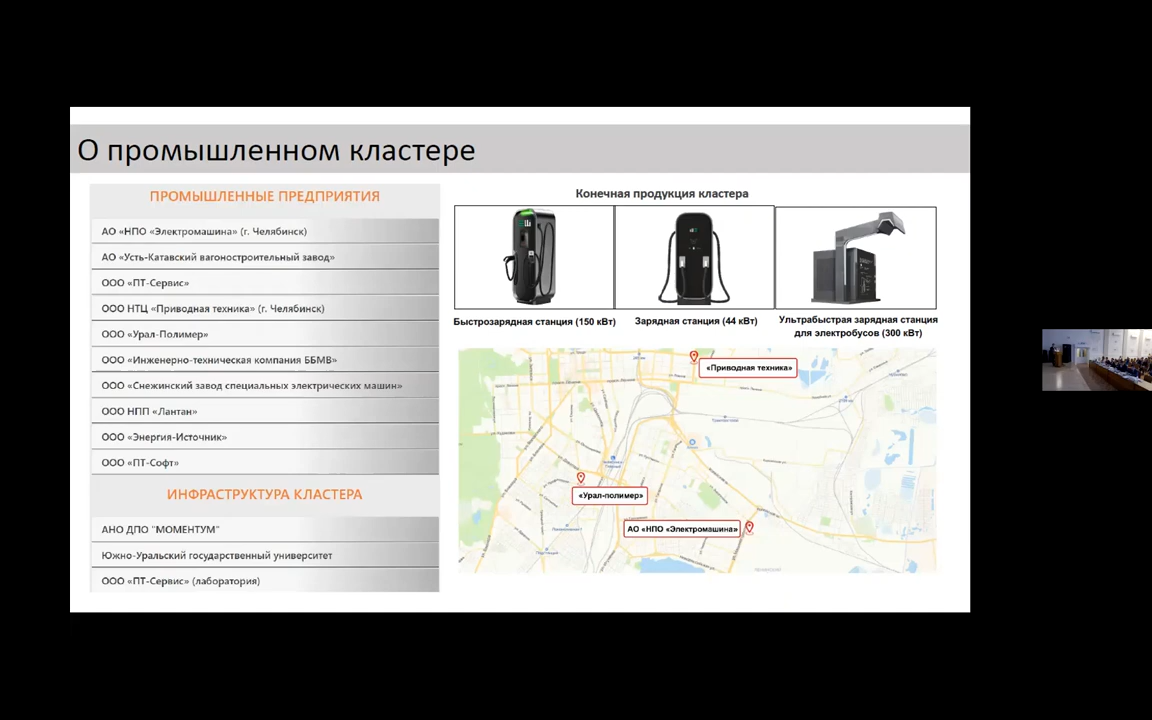 О промышленном кластере
ПРОМЫШЛЕННЫЕ ПРЕДПРИЯТИЯ
АО «НПО «Электромашина» (г. Челябинск)
АО «Усть-Катавский вагоностроительный завод»
ООО «ПТ-Сервис»
ООО НТЦ «Приводная техника» (г. Челябинск)
ООО «Урал-Полимер»
ООО «Инженерно-техническая компания ББМВ»
ООО «Снежинский завод специальных электрических машин»
ООО НПП «Лантан»
ООО «Энергия-Источник»
ООО «ПТ-Софт»
ИНФРАСТРУКТУРА КЛАСТЕРА
АНО ДПО "МОМЕНТУМ"
Южно-Уральский государственный университет
ООО «ПТ-Сервис» (лаборатория)
Конечная продукция кластера
Быстрозарядная станция (150 кВт)
Зарядная станция (44 кВт)
Ультрабыстрая зарядная станция
для электробусов (300 кВт)
«Приводная техника»
«Урал-полимер»
АО «НПО «Электромашина»